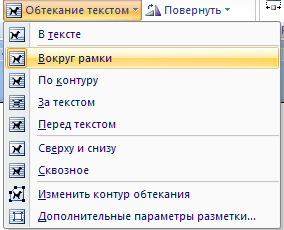 Обтекание текстом Повернуть
В тексте
Вокруг рамки
По контуру
За текстом
Перед текстом
Сверху и снизу
Сквозное
Изменить контур обтекания
Дополнительные параметры разметки...